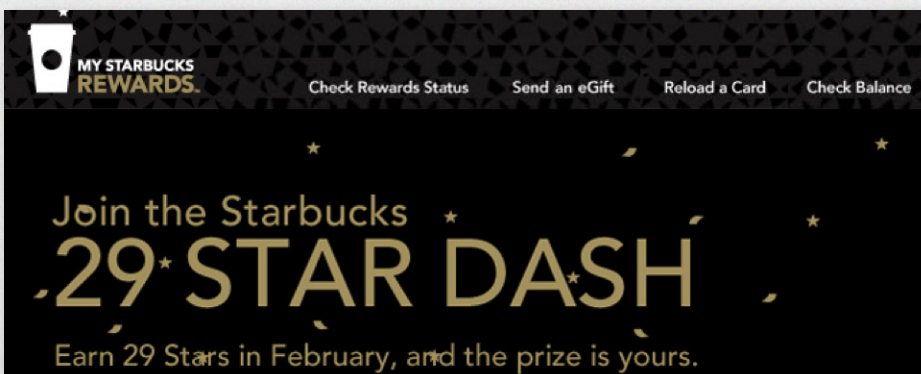 MY STARBUCKS
REWARDS™
Check Rewards Status Send an eGift Reload a Card Check Balance
Join the Starbucks
29 STAR DASH
Earn 29 Stars in February, and the prize is yours.